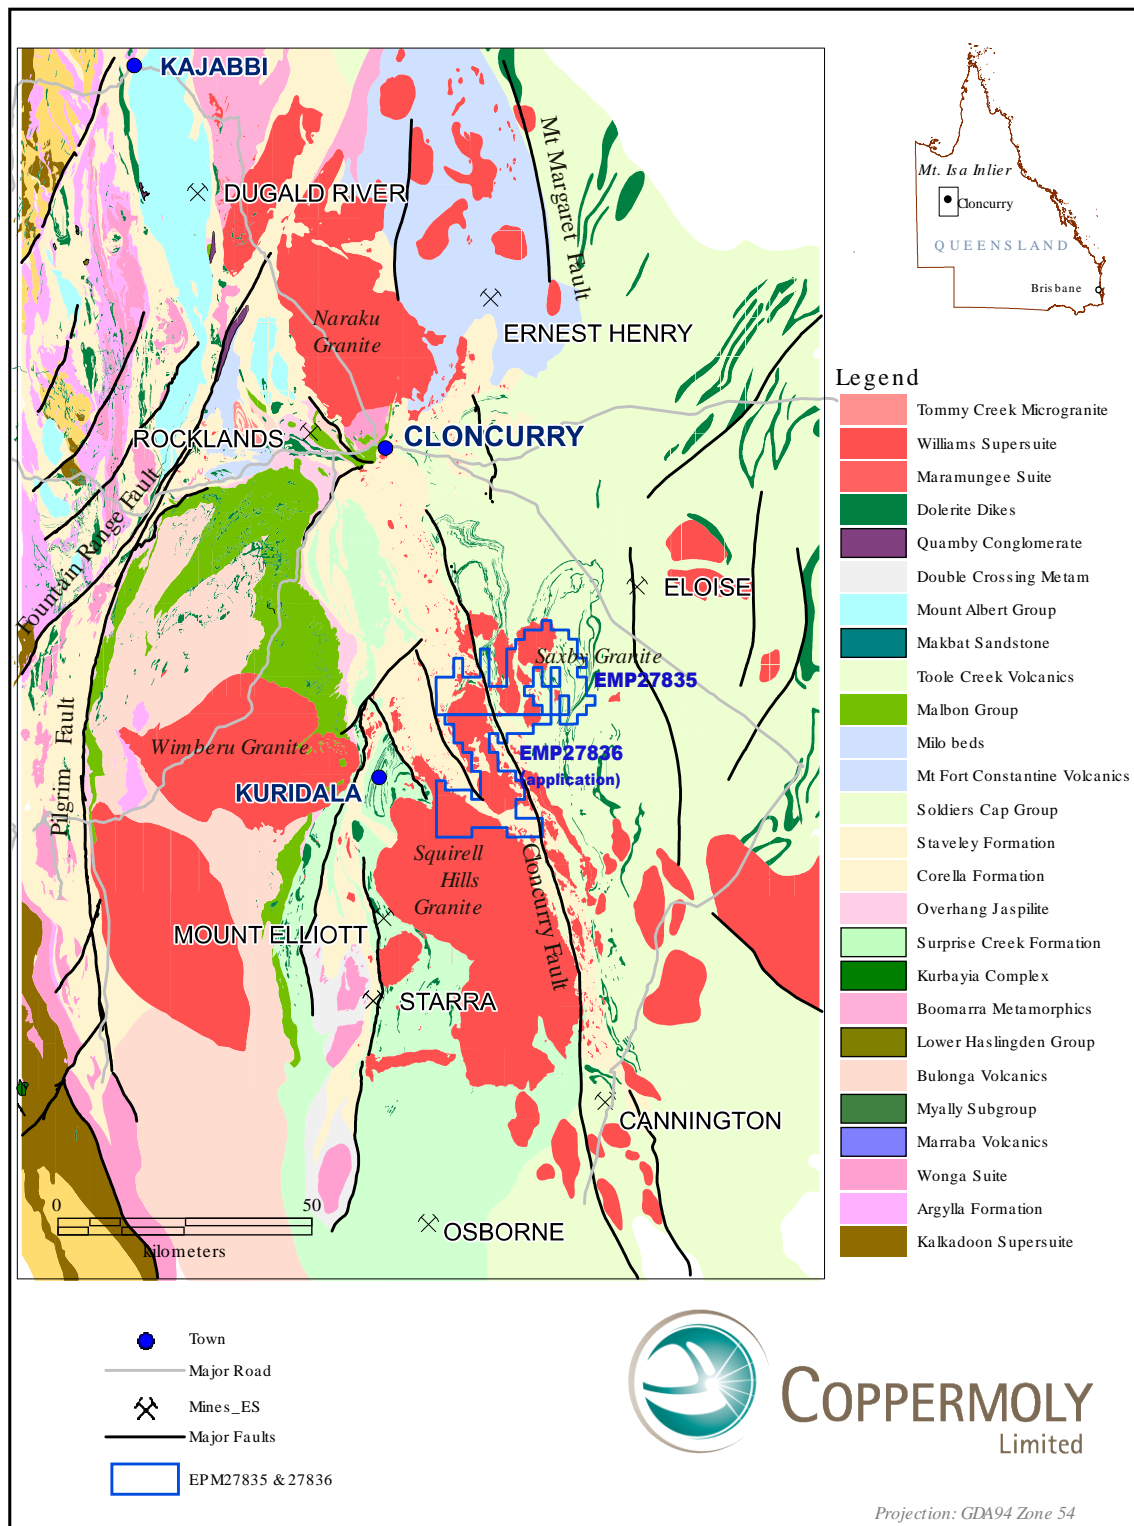 KAJABBI
DUGALD RIVER
Mt Margaret Fault
Naraku
Granite
ERNEST HENRY
ROCKLANDS
CLONCURRY
Fountain Range Fault
ELOISE
Saxby Granite
EMP27835
Pilgrim Fault
Wimberu Granite
EMP27836
(application)
KURIDALA
Squirell
Hills
Granite
Cloncurry Fault
MOUNT ELLIOTT
STARRA
CANNINGTON
OSBORNE
0 50
kilometers
Mt. Isa Inlier
Cloncurry
QUEENSLAND
Brisbane
Legend
Tommy Creek Microgranite
Williams Supersuite
Maramungee Suite
Dolerite Dikes
Quamby Conglomerate
Double Crossing Metam
Mount Albert Group
Makbat Sandstone
Toole Creek Volcanics
Malbon Group
Milo beds
Mt Fort Constantine Volcanics
Soldiers Cap Group
Staveley Formation
Corella Formation
Overhang Jaspilite
Surprise Creek Formation
Kurbayia Complex
Boomarra Metamorphics
Lower Haslingden Group
Bulonga Volcanics
Myally Subgroup
Marraba Volcanics
Wonga Suite
Argylla Formation
Kalkadoon Supersuite
Town
Major Road
Mines_ES
Major Faults
EPM27835 & 27836
COPPERMOLY
Limited
Projection: GDA94 Zone 54